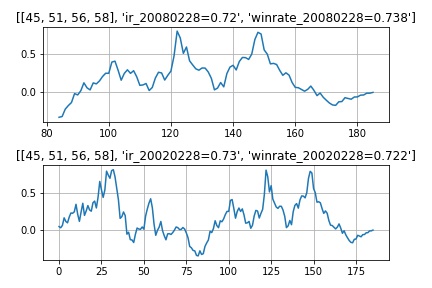 [[45, 51, 56, 58], 'ir_20080228=0.72', 'winrate_20080228=0.738']
0.5
0.0
80 100 120 140 160 180
[[45, 51, 56, 58], 'ir_20020228=0.73', 'winrate_20020228=0.722']
0.5
0.0
0 25 50 75 100 125 150 175